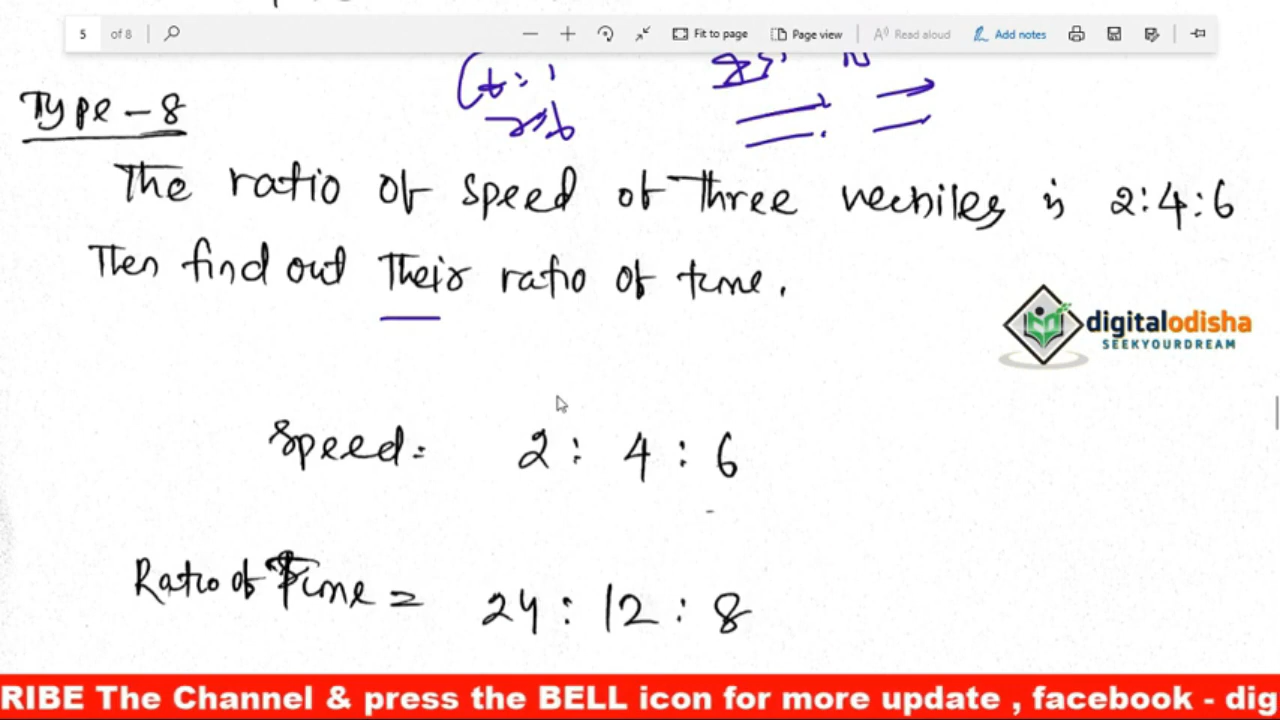 5 of 8 Fit to page Page view Read aloud Add notes
Type - 8
The ratio of speed of Three vechiles is 2:4:6
Then find out Their ratio of time.
digitalodisha
SEEKYOURDREAM
Speed = 2 : 4 : 6
Ratio of Time = 24 : 12 : 8
RIBE The Channel & press the BELL icon for more update , facebook - dig